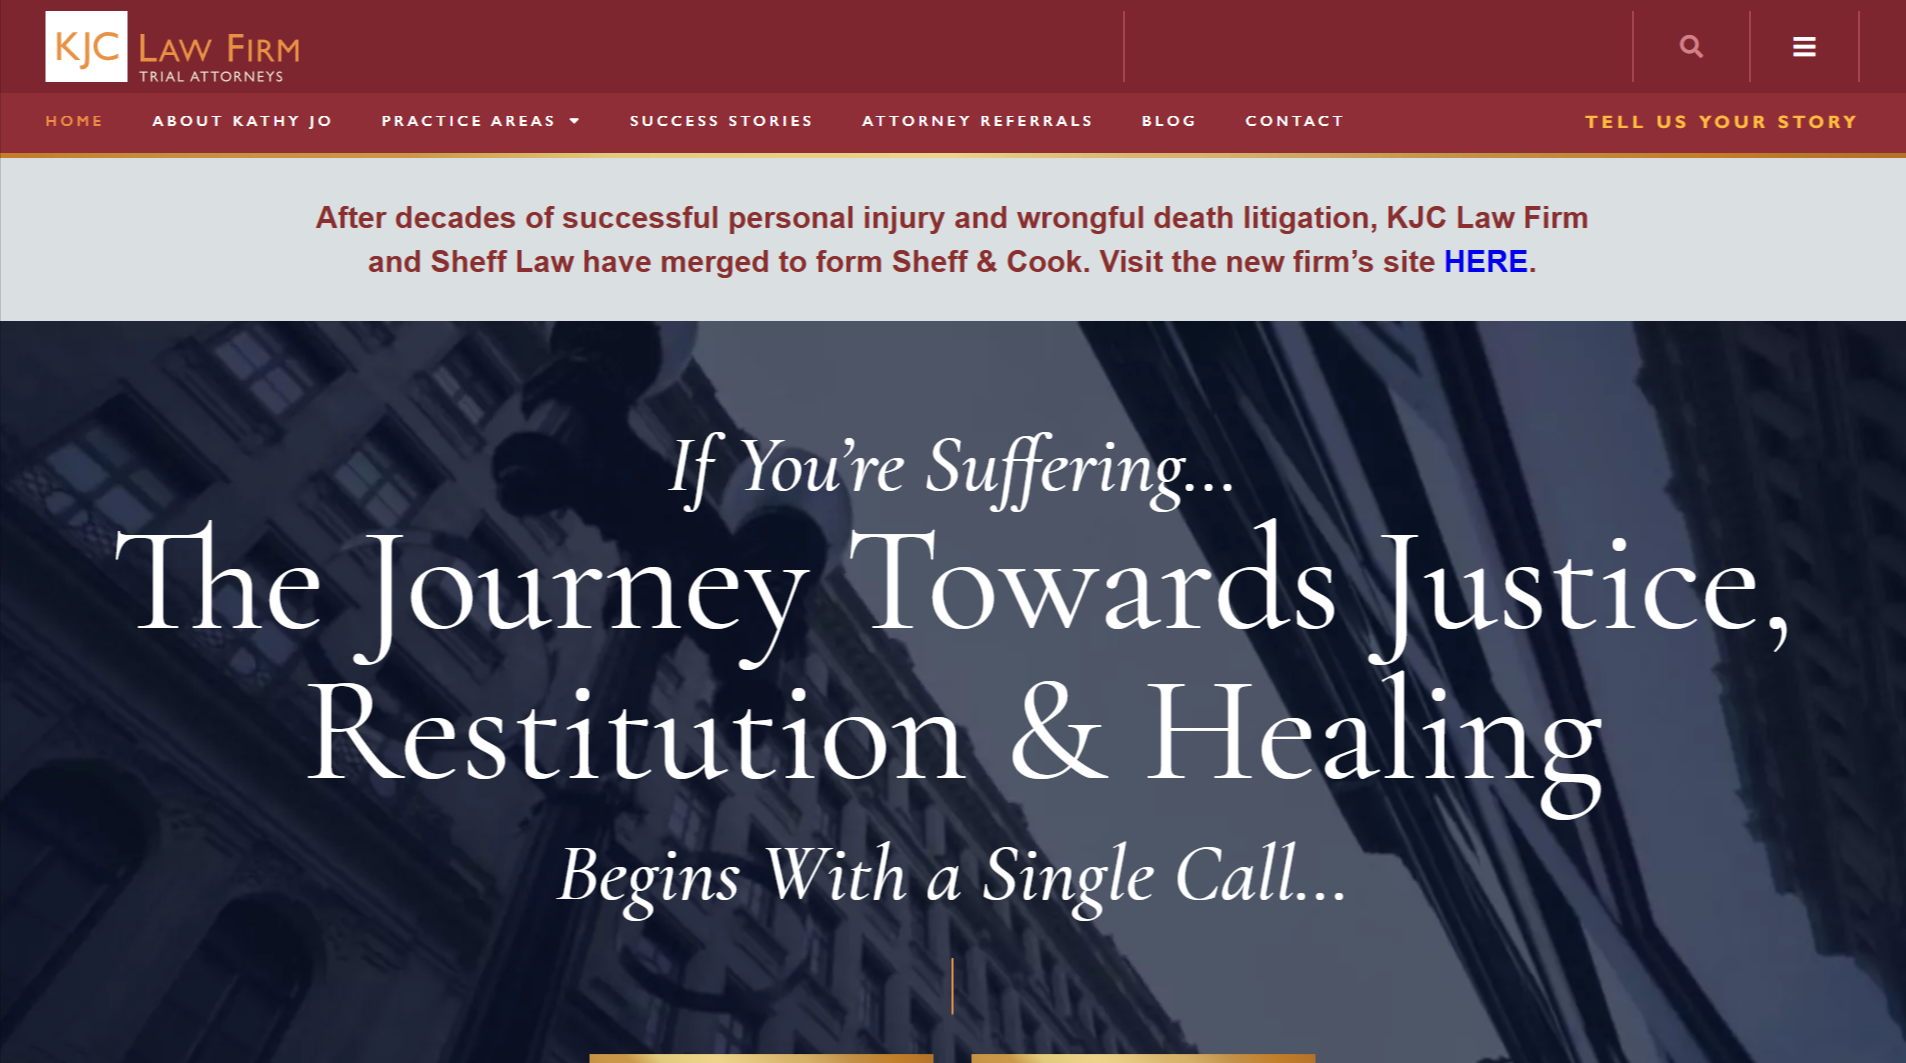 KJC LAW FIRM
TRIAL ATTORNEYS
HOME ABOUT KATHY JO PRACTICE AREAS SUCCESS STORIES ATTORNEY REFERRALS BLOG CONTACT TELL US YOUR STORY
After decades of successful personal injury and wrongful death litigation, KJC Law Firm
and Sheff Law have merged to form Sheff & Cook. Visit the new firm’s site HERE.
If You’re Suffering...
The Journey Towards Justice,
Restitution & Healing
Begins With a Single Call...